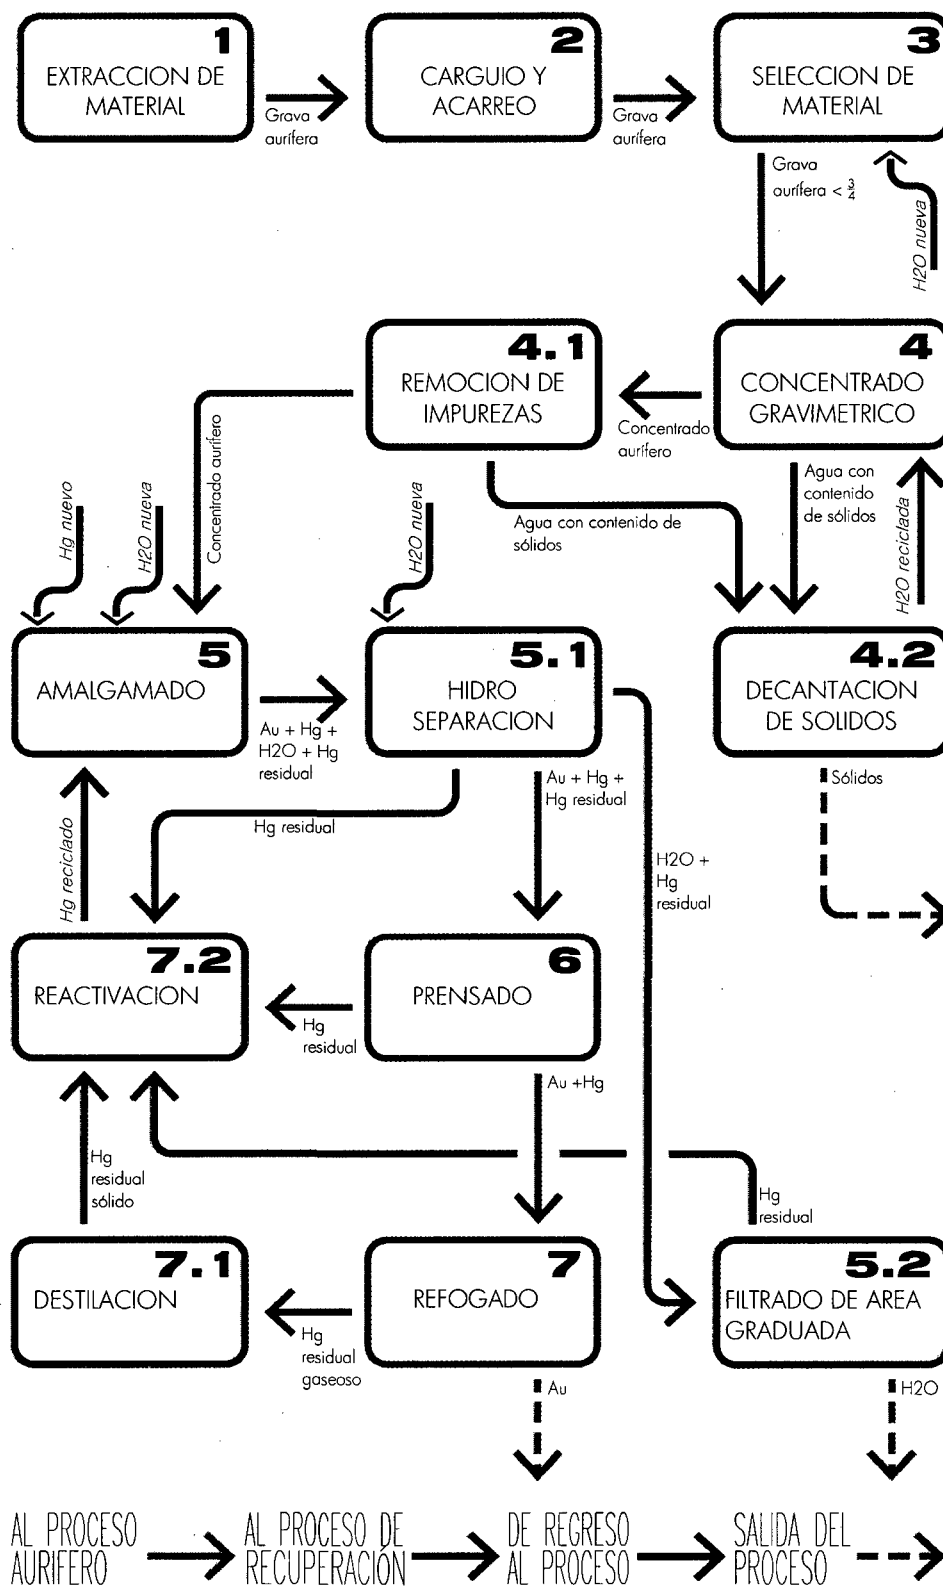 1
EXTRACCION DE
MATERIAL
Grava
aurífera
2
CARGUIO Y
ACARREO
Grava
aurífera
3
SELECCION DE
MATERIAL
Grava
aurífera < 3/4
H2O nueva
4.1
REMOCION DE
IMPUREZAS
Concentrado
aurífero
4
CONCENTRADO
GRAVIMETRICO
Concentrado aurífero
Hg nuevo
H2O nueva
H2O nueva
Agua con contenido de
sólidos
Agua con
contenido
de sólidos
H2O reciclada
5
AMALGAMADO
Au + Hg +
H2O + Hg
residual
5.1
HIDRO
SEPARACION
4.2
DECANTACION
DE SOLIDOS
Hg reciclado
Hg residual
Au + Hg +
Hg residual
H2O +
Hg
residual
Sólidos
7.2
REACTIVACION
Hg
residual
6
PRENSADO
Au +Hg
Hg
residual
sólido
Hg
residual
7.1
DESTILACION
Hg
residual
gaseoso
7
REFOGADO
5.2
FILTRADO DE AREA
GRADUADA
Au
H2O
AL PROCESO
AURIFERO
AL PROCESO DE
RECUPERACIÓN
DE REGRESO
AL PROCESO
SALIDA DEL
PROCESO